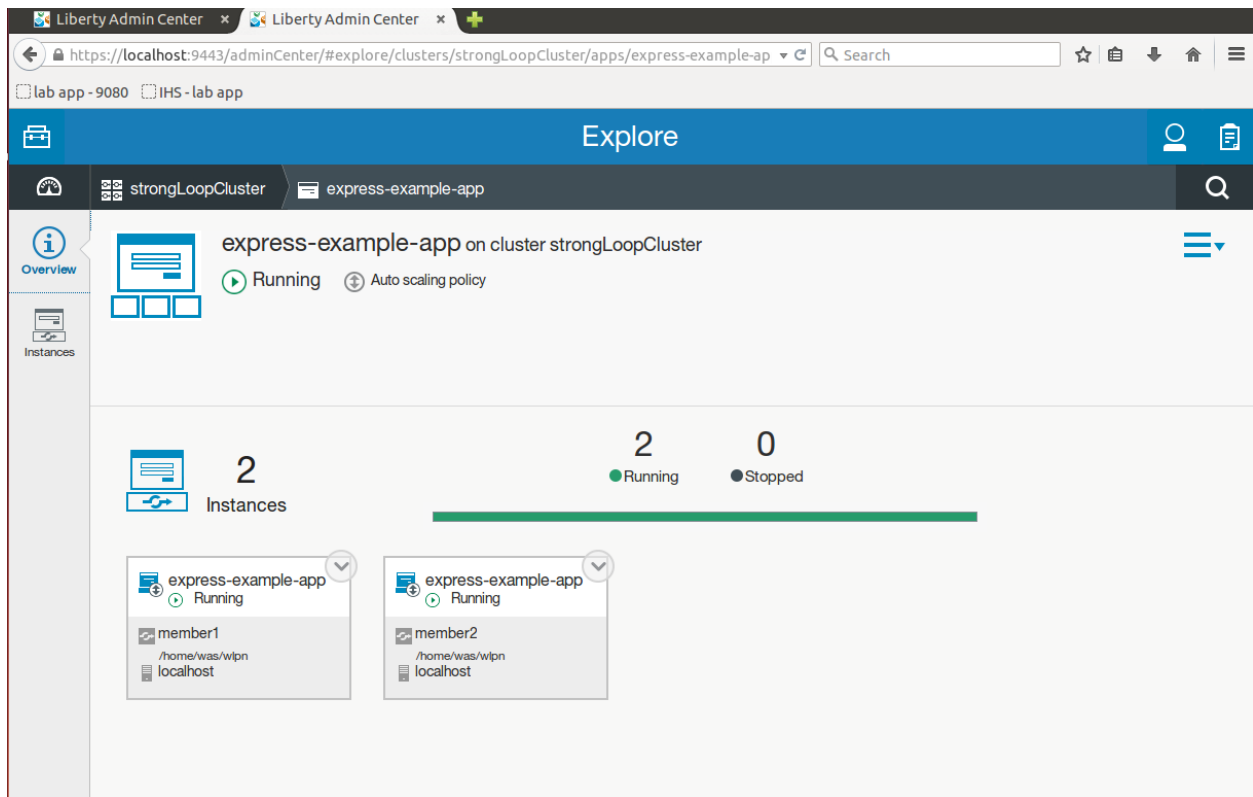 Liberty Admin Center × Liberty Admin Center ×
https://localhost:9443/adminCenter/#explore/clusters/strongLoopCluster/apps/express-example-ap Search
lab app - 9080 IHS - lab app
Explore
strongLoopCluster express-example-app
Overview
Instances
express-example-app on cluster strongLoopCluster
Running Auto scaling policy
2
Instances
2 0
Running Stopped
express-example-app
Running
member1
/home/was/wlpn
localhost
express-example-app
Running
member2
/home/was/wlpn
localhost